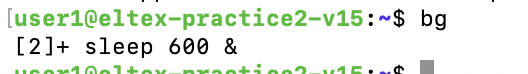 [user1@eltex-practice2-v15:~$ bg
[2]+ sleep 600 &
user1@eltex-practice2-v15:~$